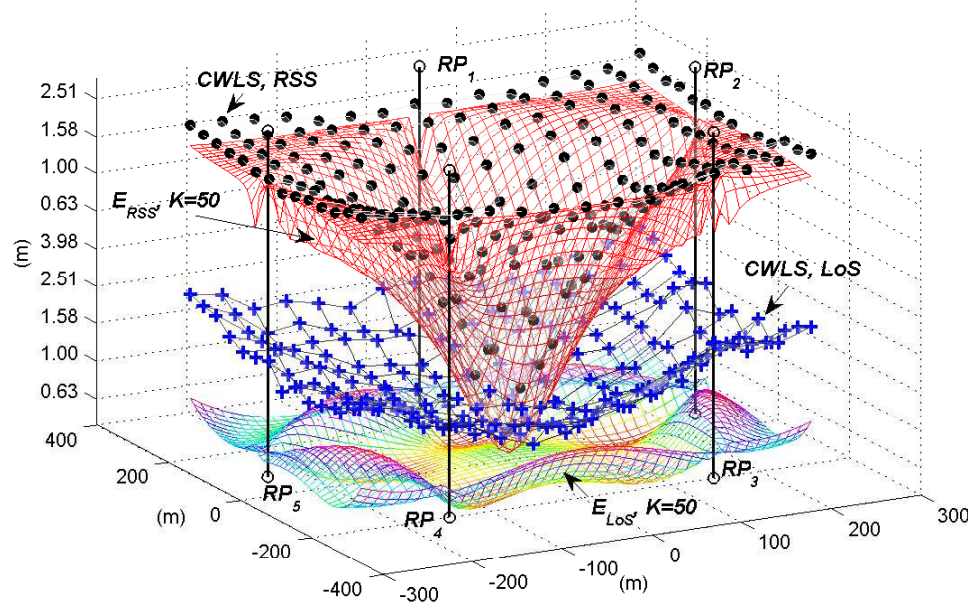 RP1
RP2
CWLS, RSS
2.51
1.58
1.00
0.63
3.98
2.51
1.58
1.00
0.63
(m)
ERSS, K=50
CWLS, LoS
400
200
0
-200
-400
(m)
RP5
RP4
RP3
ELoS, K=50
-300
-200
-100
0
100
200
300
(m)